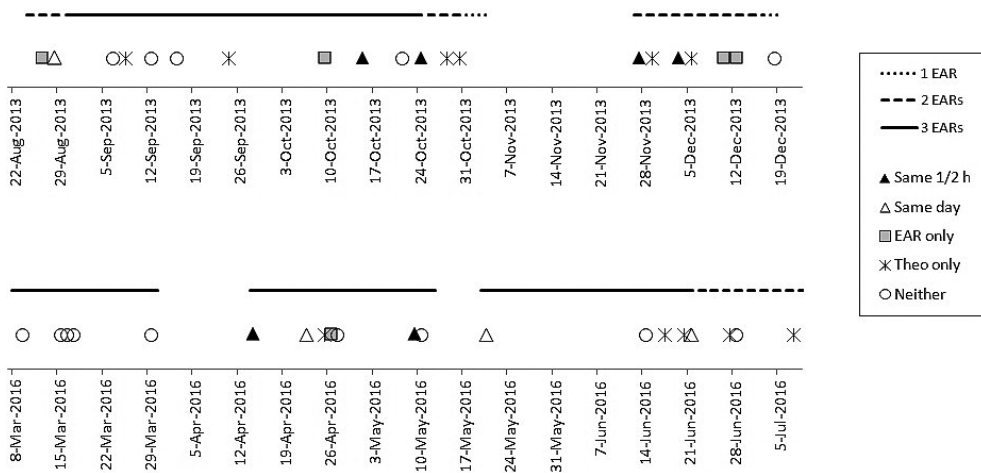 22-Aug-2013
29-Aug-2013
5-Sep-2013
12-Sep-2013
19-Sep-2013
26-Sep-2013
3-Oct-2013
10-Oct-2013
17-Oct-2013
24-Oct-2013
31-Oct-2013
7-Nov-2013
14-Nov-2013
21-Nov-2013
28-Nov-2013
5-Dec-2013
12-Dec-2013
19-Dec-2013
1 EAR
2 EARs
3 EARs
Same 1/2 h
Same day
EAR only
Theo only
Neither
8-Mar-2016
15-Mar-2016
22-Mar-2016
29-Mar-2016
5-Apr-2016
12-Apr-2016
19-Apr-2016
26-Apr-2016
3-May-2016
10-May-2016
17-May-2016
24-May-2016
31-May-2016
7-Jun-2016
14-Jun-2016
21-Jun-2016
28-Jun-2016
5-Jul-2016